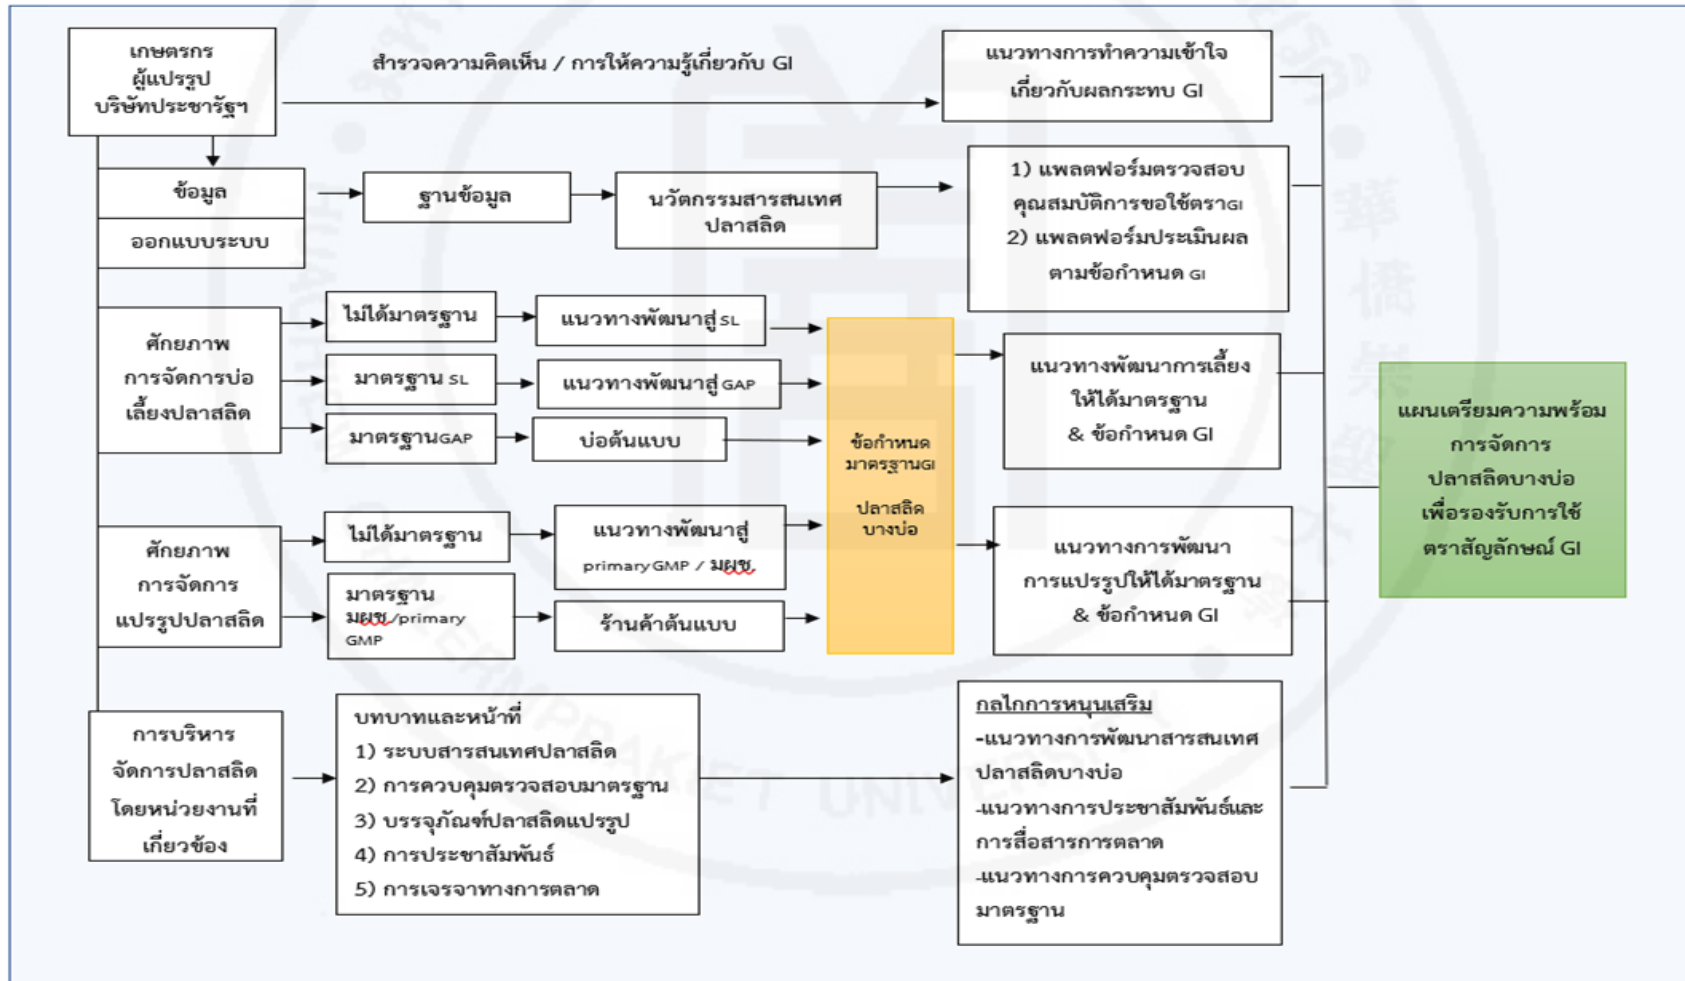 เกษตรกร
ผู้แปรรูป
บริษัทประชารัฐฯ
สำรวจความคิดเห็น / การให้ความรู้เกี่ยวกับ GI
แนวทางการทำความเข้าใจ
เกี่ยวกับผลกระทบ GI
ข้อมูล
ออกแบบระบบ
ฐานข้อมูล
นวัตกรรมสารสนเทศ
ปลาสลิด
1) แพลตฟอร์มตรวจสอบ
คุณสมบัติการขอใช้ตราGI
2) แพลตฟอร์มประเมินผล
ตามข้อกำหนด GI
ศักยภาพ
การจัดการบ่อ
เลี้ยงปลาสลิด
ไม่ได้มาตรฐาน
แนวทางพัฒนาสู่ SL
มาตรฐาน SL
แนวทางพัฒนาสู่ GAP
มาตรฐานGAP
บ่อต้นแบบ
ข้อกำหนด
มาตรฐานGI
ปลาสลิด
บางบ่อ
แนวทางพัฒนาการเลี้ยง
ให้ได้มาตรฐาน
& ข้อกำหนด GI
ศักยภาพ
การจัดการ
แปรรูปปลาสลิด
ไม่ได้มาตรฐาน
แนวทางพัฒนาสู่
primary GMP / มผช.
มาตรฐาน
มผช./primary
GMP
ร้านค้าต้นแบบ
แนวทางการพัฒนา
การแปรรูปให้ได้มาตรฐาน
& ข้อกำหนด GI
แผนเตรียมความพร้อม
การจัดการ
ปลาสลิดบางบ่อ
เพื่อรองรับการใช้
ตราสัญลักษณ์ GI
การบริหาร
จัดการปลาสลิด
โดยหน่วยงานที่
เกี่ยวข้อง
บทบาทและหน้าที่
1) ระบบสารสนเทศปลาสลิด
2) การควบคุมตรวจสอบมาตรฐาน
3) บรรจุภัณฑ์ปลาสลิดแปรรูป
4) การประชาสัมพันธ์
5) การเจรจาทางการตลาด
กลไกการหนุนเสริม
-แนวทางการพัฒนาสารสนเทศ
ปลาสลิดบางบ่อ
-แนวทางการประชาสัมพันธ์และ
การสื่อสารการตลาด
-แนวทางการควบคุมตรวจสอบ
มาตรฐาน